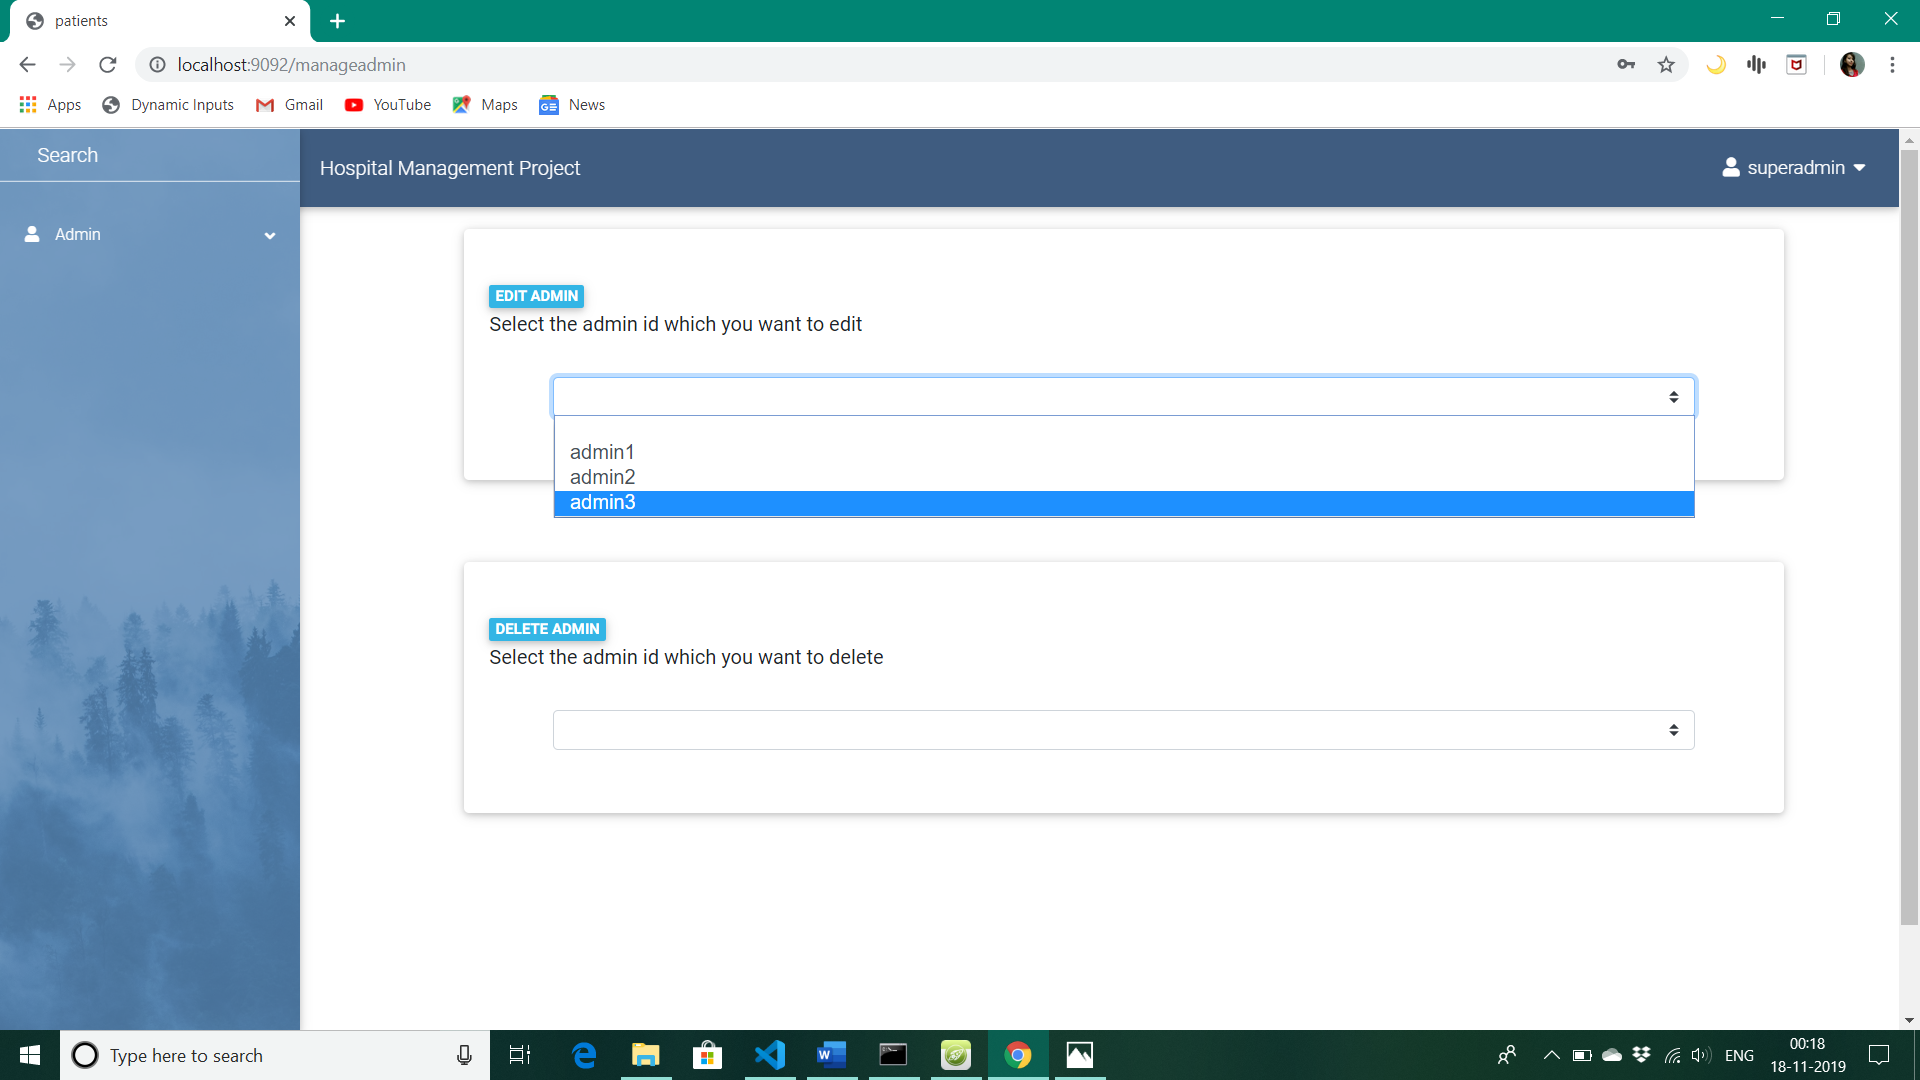 patients
localhost:9092/manageadmin
Apps Dynamic Inputs Gmail YouTube Maps News
Search
Hospital Management Project
superadmin
Admin
EDIT ADMIN
Select the admin id which you want to edit
admin1
admin2
admin3
DELETE ADMIN
Select the admin id which you want to delete
Type here to search
ENG
00:18
18-11-2019